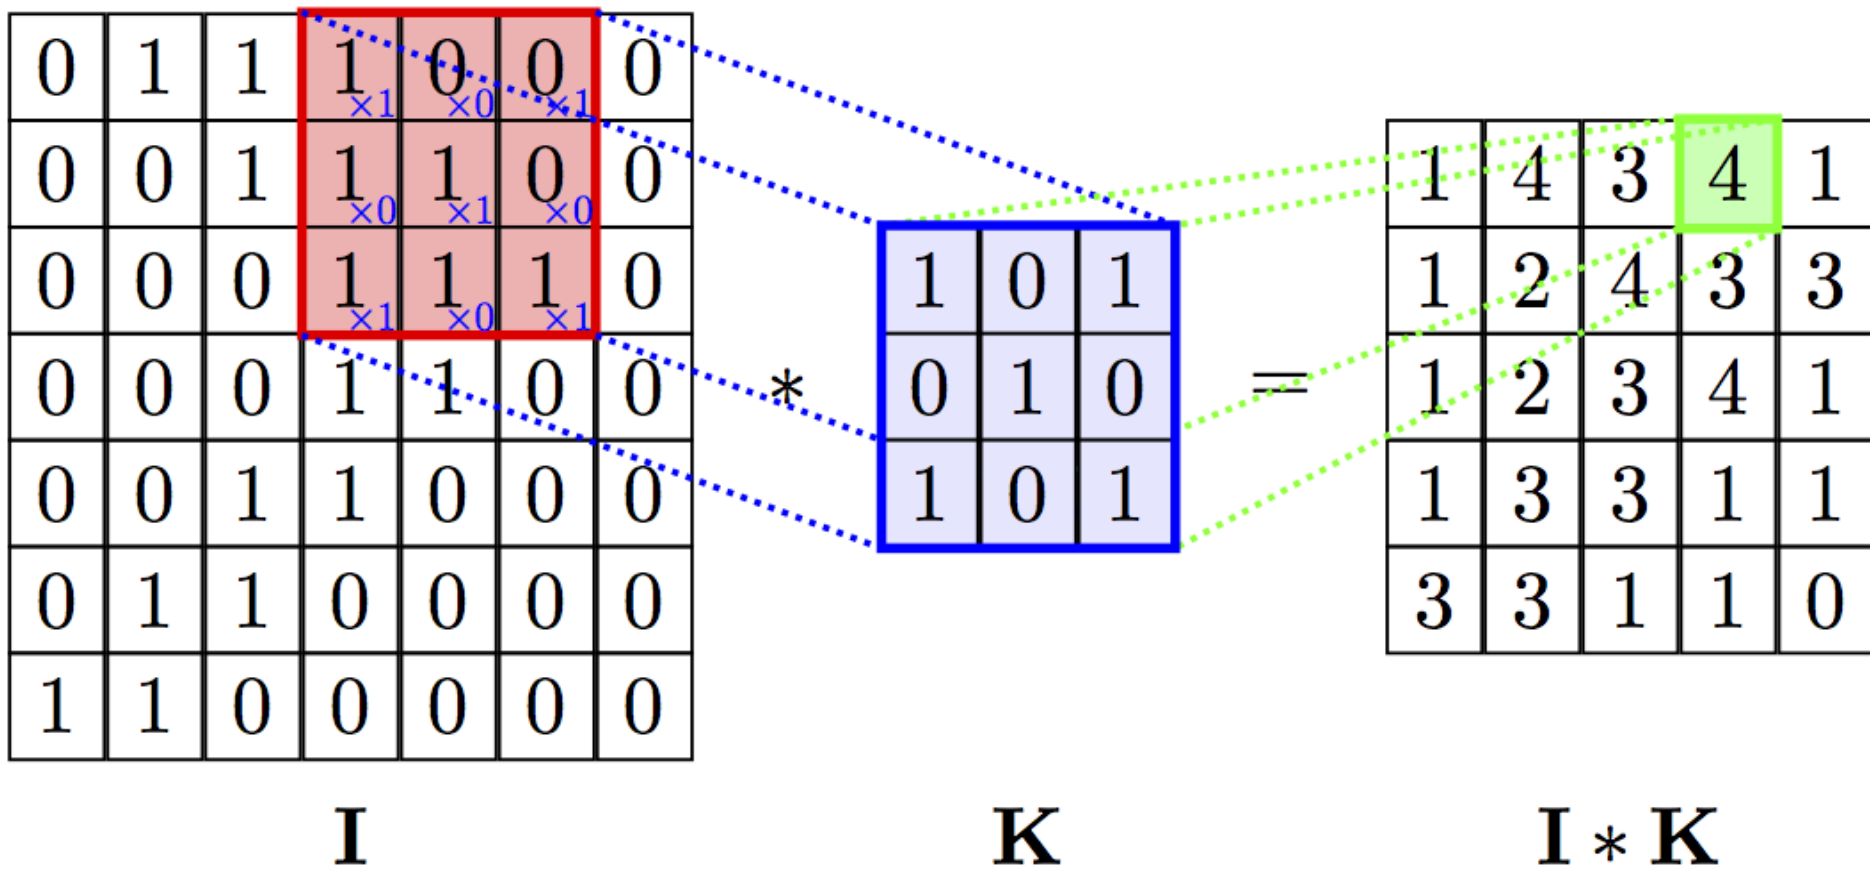 0 1 1 1 0 0 0
×1 ×0 ×1
0 0 1 1 1 0 0
×0 ×1 ×0
0 0 0 1 1 1 0
×1 ×0 ×1
0 0 0 1 1 0 0
0 0 1 1 0 0 0
0 1 1 0 0 0 0
1 1 0 0 0 0 0
I
*
1 0 1
0 1 0
1 0 1
K
=
1 4 3 4 1
1 2 4 3 3
1 2 3 4 1
1 3 3 1 1
3 3 1 1 0
I * K